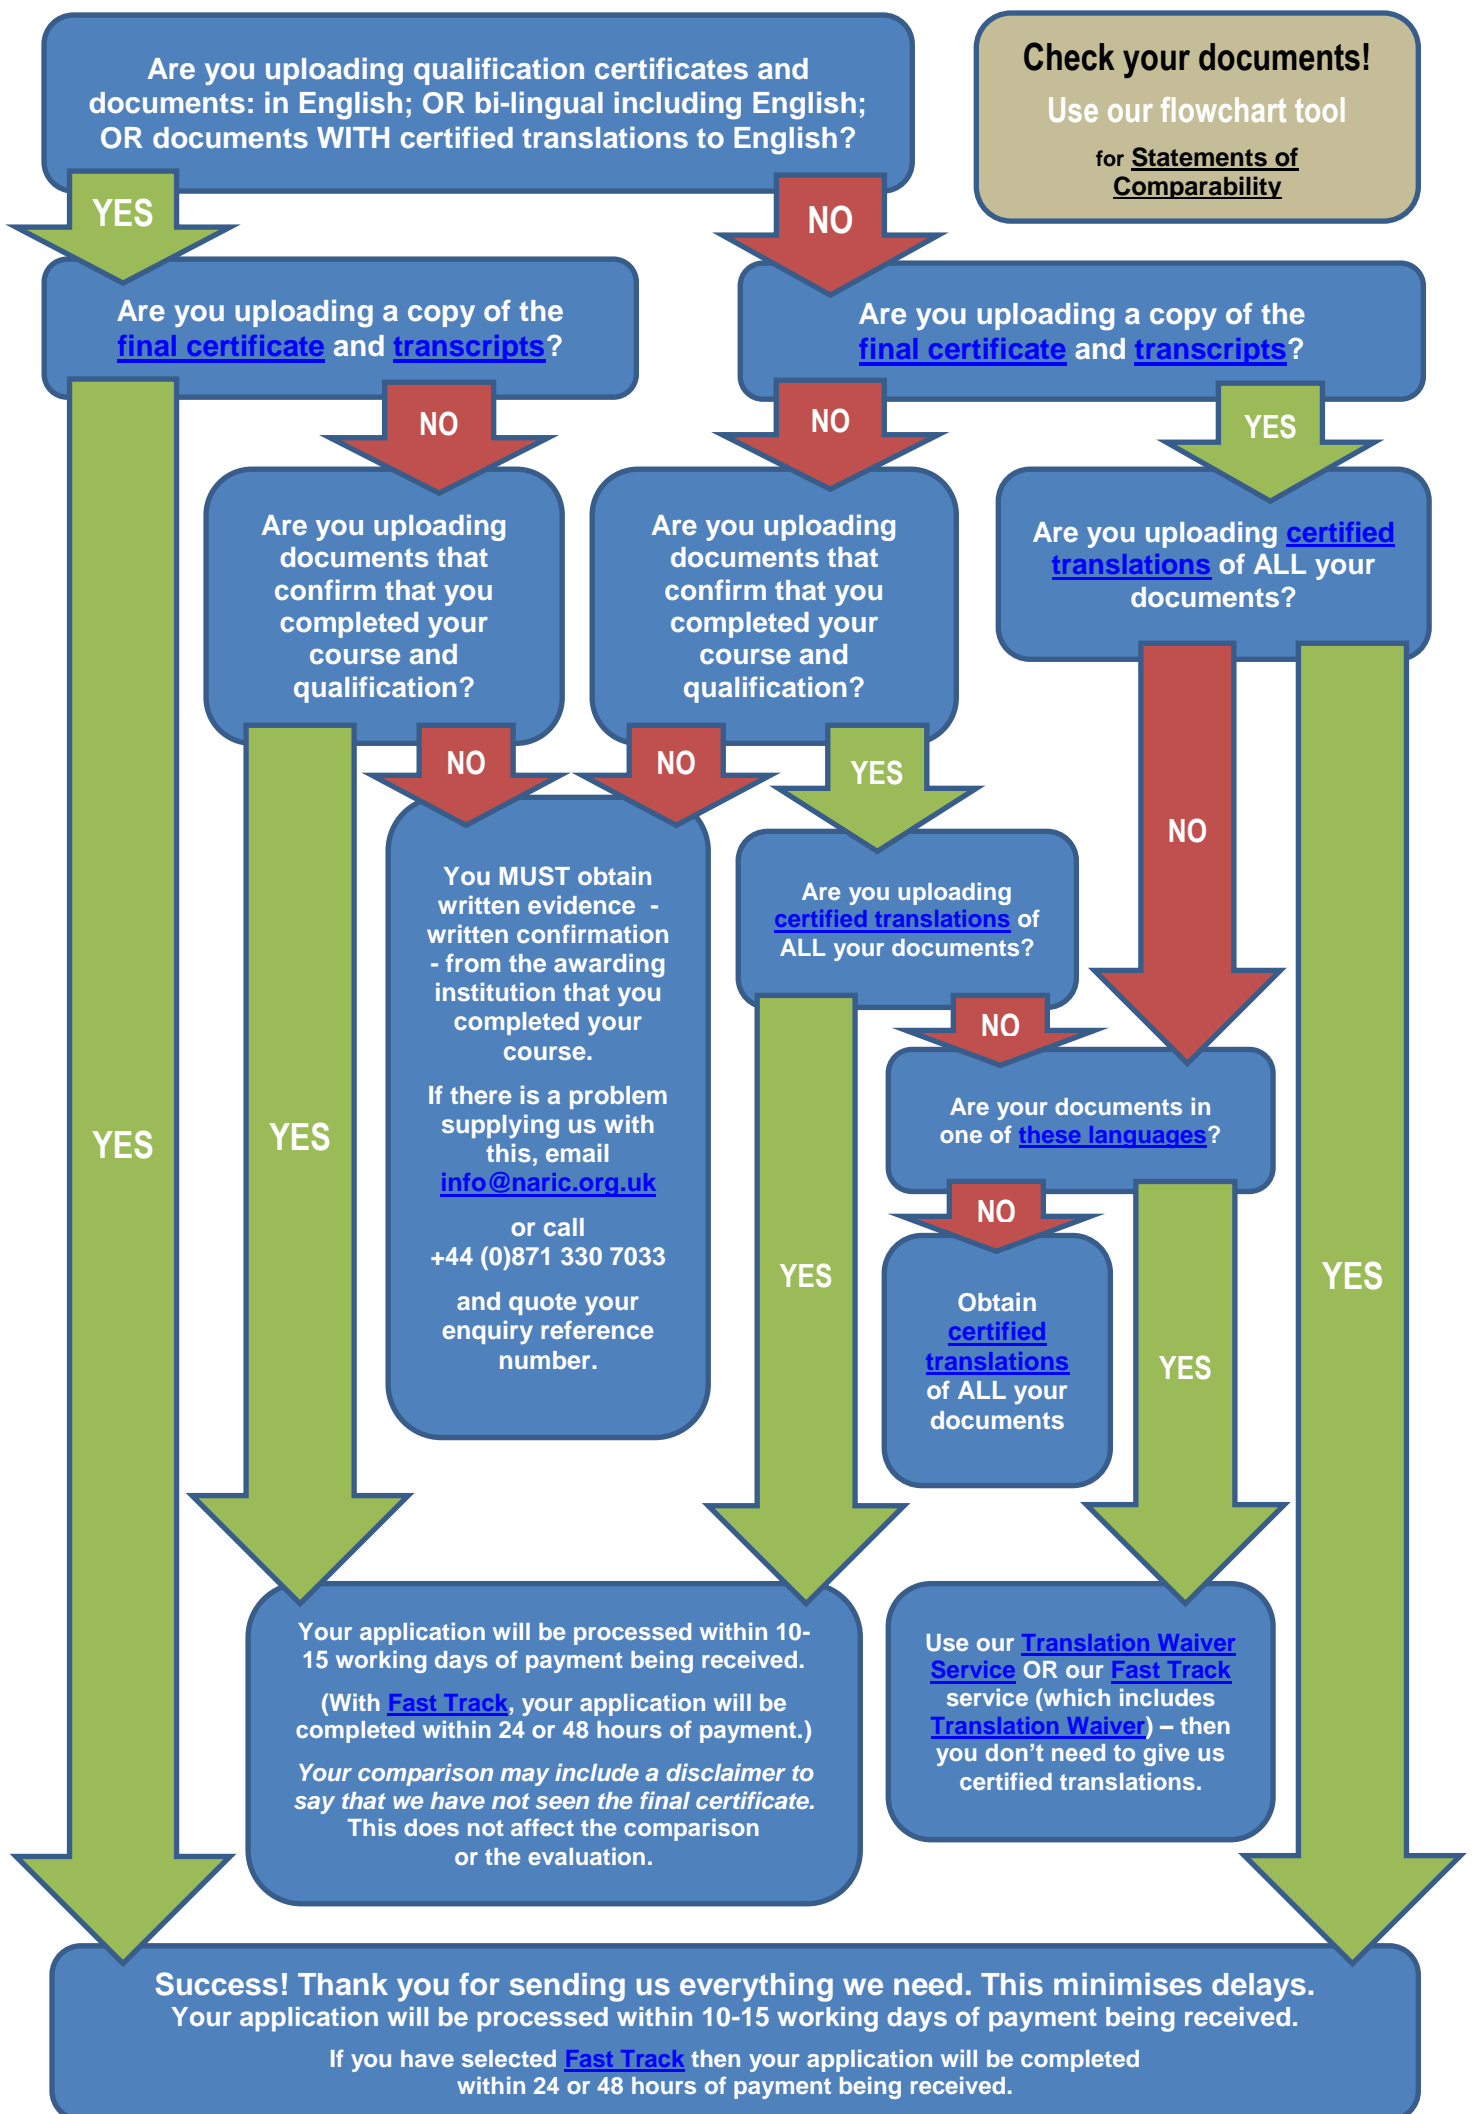 Are you uploading qualification certificates and
documents: in English; OR bi-lingual including English;
OR documents WITH certified translations to English?
Check your documents!
Use our flowchart tool
for Statements of
Comparability
YES
NO
Are you uploading a copy of the
final certificate and transcripts?
Are you uploading a copy of the
final certificate and transcripts?
NO
NO
YES
Are you uploading
documents that
confirm that you
completed your
course and
qualification?
Are you uploading
documents that
confirm that you
completed your
course and
qualification?
Are you uploading certified
translations of ALL your
documents?
NO
NO
YES
NO
You MUST obtain
written evidence -
written confirmation
- from the awarding
institution that you
completed your
course.
If there is a problem
supplying us with
this, email
info@naric.org.uk
or call
+44 (0)871 330 7033
and quote your
enquiry reference
number.
Are you uploading
certified translations of
ALL your documents?
NO
Are your documents in
one of these languages?
YES
YES
NO
YES
YES
Obtain
certified
translations
of ALL your
documents
YES
Your application will be processed within 10-
15 working days of payment being received.
(With Fast Track, your application will be
completed within 24 or 48 hours of payment.)
Your comparison may include a disclaimer to
say that we have not seen the final certificate.
This does not affect the comparison
or the evaluation.
Use our Translation Waiver
Service OR our Fast Track
service (which includes
Translation Waiver) – then
you don't need to give us
certified translations.
Success! Thank you for sending us everything we need. This minimises delays.
Your application will be processed within 10-15 working days of payment being received.
If you have selected Fast Track then your application will be completed
within 24 or 48 hours of payment being received.